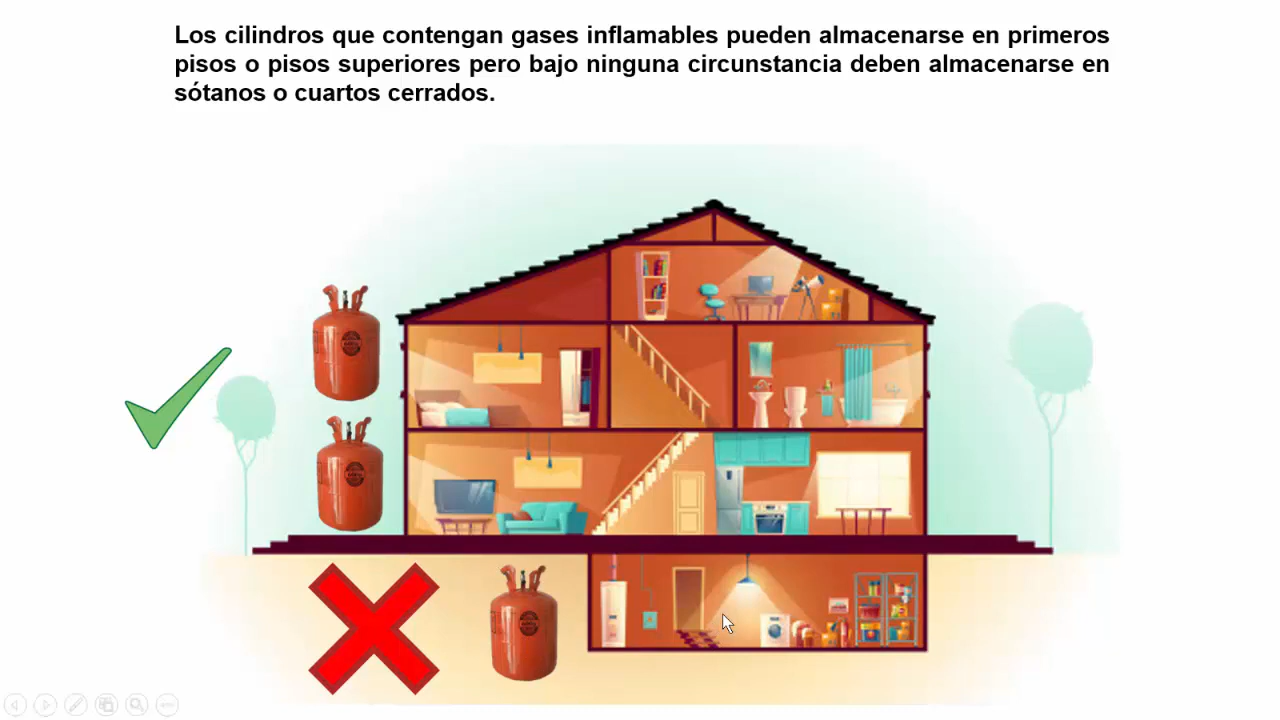 Los cilindros que contengan gases inflamables pueden almacenarse en primeros
pisos o pisos superiores pero bajo ninguna circunstancia deben almacenarse en
sótanos o cuartos cerrados.